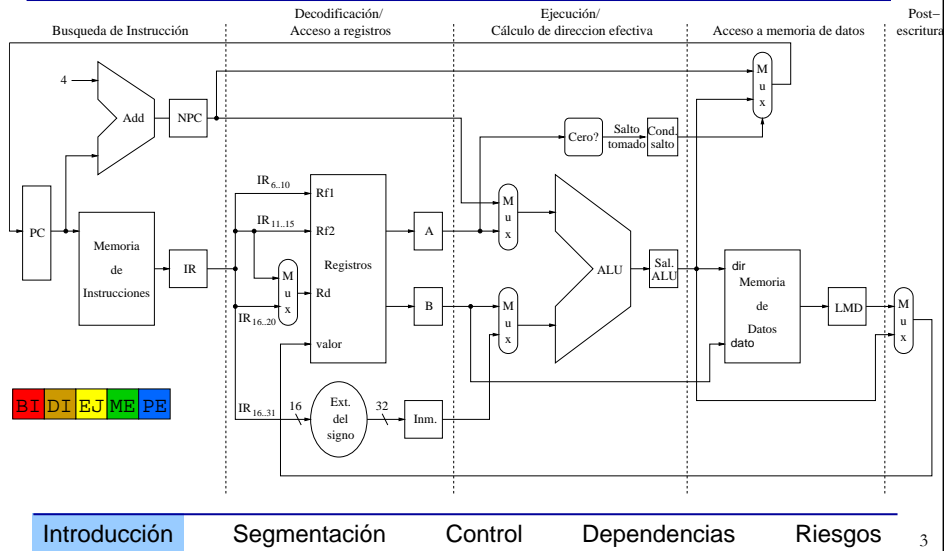 Decodificación/
Acceso a registros
Ejecución/
Cálculo de direccion efectiva
Post−
escritura
Busqueda de Instrucción
Acceso a memoria de datos
4
Add
NPC
M
u
x
Cero?
Salto
tomado
Cond.
salto
PC
Memoria
de
Instrucciones
IR
IR6..10
IR11..15
IR16..20
M
u
x
Rf1
Rf2
Registros
Rd
valor
A
B
M
u
x
M
u
x
ALU
Sal.
ALU
dir
Memoria
de
Datos
dato
LMD
M
u
x
BI DI EJ ME PE
IR16..31
16
Ext.
del
signo
32
Inm.
Introducción Segmentación Control Dependencias Riesgos 3